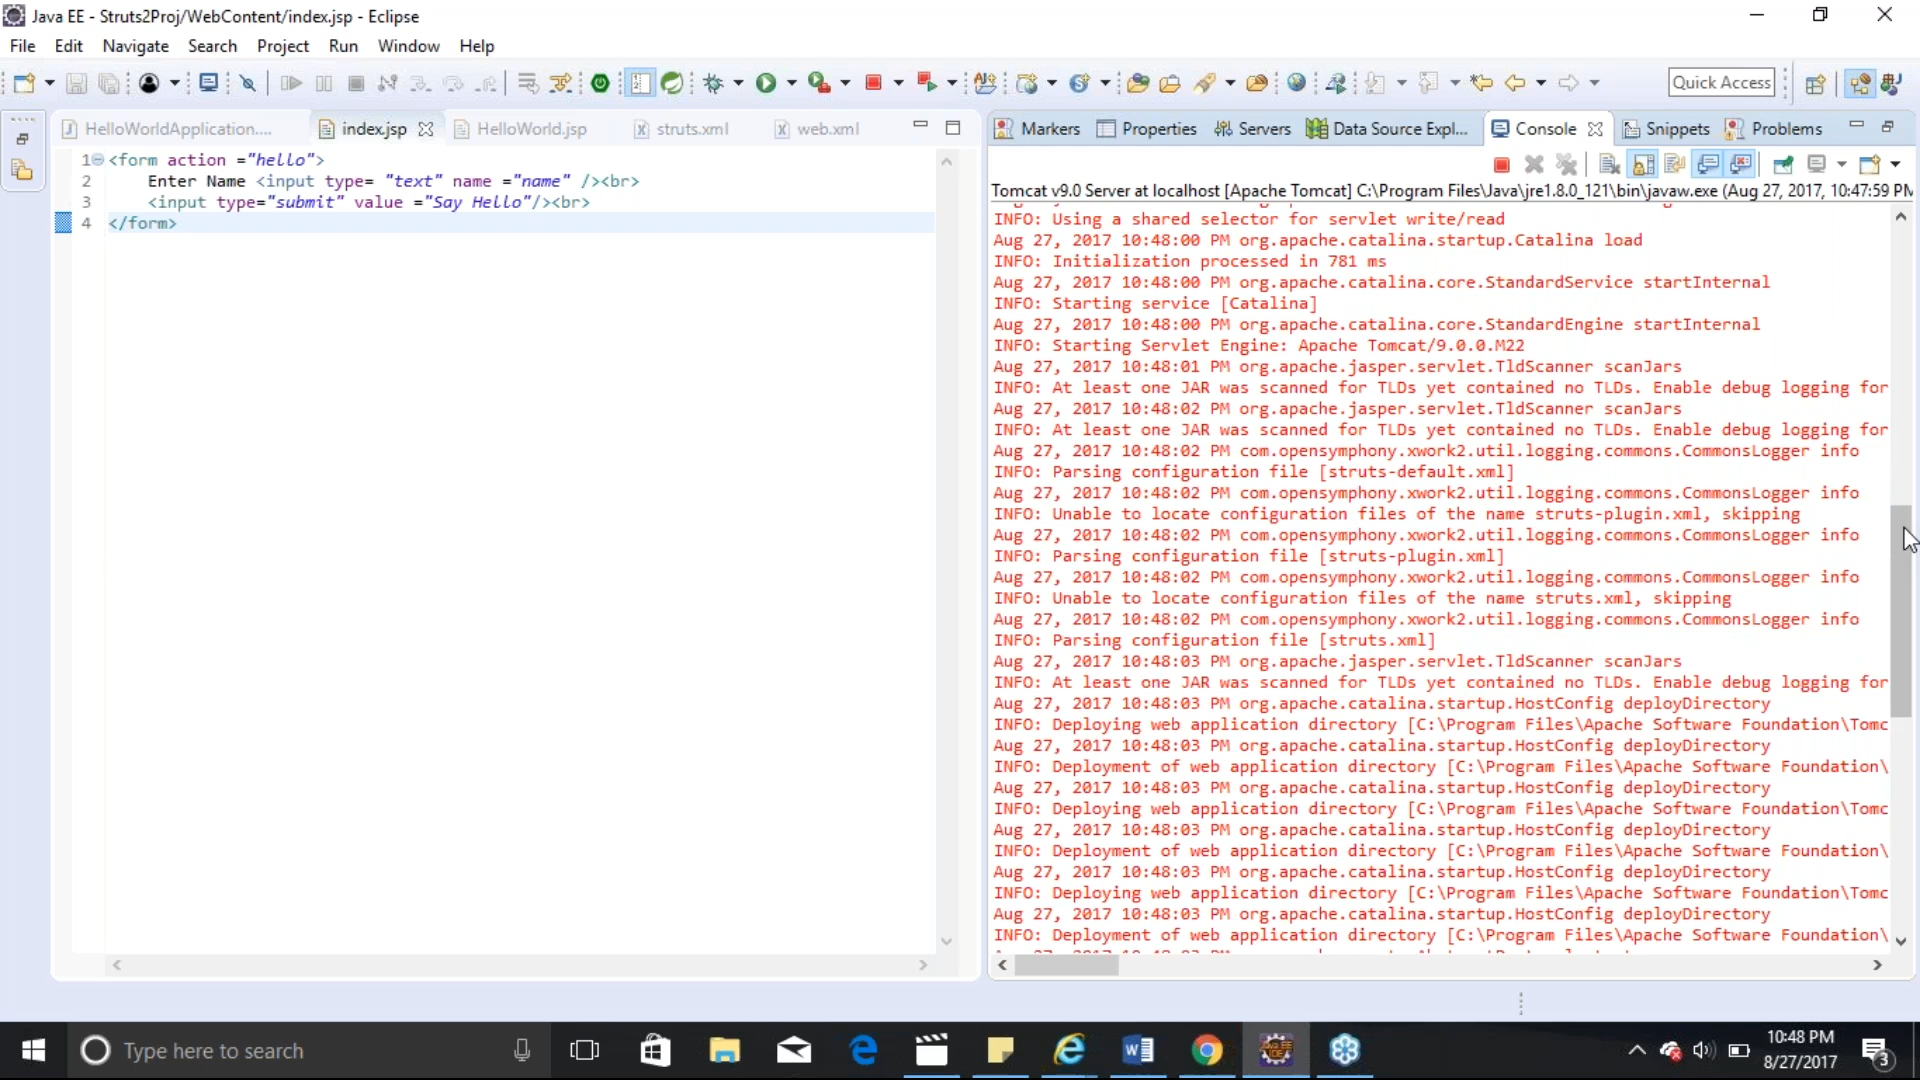 Java EE - Struts2Proj/WebContent/index.jsp - Eclipse
File Edit Navigate Search Project Run Window Help
Quick Access
HelloWorldApplication.... index.jsp HelloWorld.jsp struts.xml web.xml
1 <form action ="hello">
2 Enter Name <input type= "text" name ="name" /><br>
3 <input type="submit" value ="Say Hello"/><br>
4 </form>
Markers Properties Servers Data Source Expl... Console Snippets Problems
Tomcat v9.0 Server at localhost [Apache Tomcat] C:\Program Files\Java\jre1.8.0_121\bin\javaw.exe (Aug 27, 2017, 10:47:59 PM
INFO: Using a shared selector for servlet write/read
Aug 27, 2017 10:48:00 PM org.apache.catalina.startup.Catalina load
INFO: Initialization processed in 781 ms
Aug 27, 2017 10:48:00 PM org.apache.catalina.core.StandardService startInternal
INFO: Starting service [Catalina]
Aug 27, 2017 10:48:00 PM org.apache.catalina.core.StandardEngine startInternal
INFO: Starting Servlet Engine: Apache Tomcat/9.0.0.M22
Aug 27, 2017 10:48:01 PM org.apache.jasper.servlet.TldScanner scanJars
INFO: At least one JAR was scanned for TLDs yet contained no TLDs. Enable debug logging for
Aug 27, 2017 10:48:02 PM org.apache.jasper.servlet.TldScanner scanJars
INFO: At least one JAR was scanned for TLDs yet contained no TLDs. Enable debug logging for
Aug 27, 2017 10:48:02 PM com.opensymphony.xwork2.util.logging.commons.CommonsLogger info
INFO: Parsing configuration file [struts-default.xml]
Aug 27, 2017 10:48:02 PM com.opensymphony.xwork2.util.logging.commons.CommonsLogger info
INFO: Unable to locate configuration files of the name struts-plugin.xml, skipping
Aug 27, 2017 10:48:02 PM com.opensymphony.xwork2.util.logging.commons.CommonsLogger info
INFO: Parsing configuration file [struts-plugin.xml]
Aug 27, 2017 10:48:02 PM com.opensymphony.xwork2.util.logging.commons.CommonsLogger info
INFO: Unable to locate configuration files of the name struts.xml, skipping
Aug 27, 2017 10:48:02 PM com.opensymphony.xwork2.util.logging.commons.CommonsLogger info
INFO: Parsing configuration file [struts.xml]
Aug 27, 2017 10:48:03 PM org.apache.jasper.servlet.TldScanner scanJars
INFO: At least one JAR was scanned for TLDs yet contained no TLDs. Enable debug logging for
Aug 27, 2017 10:48:03 PM org.apache.catalina.startup.HostConfig deployDirectory
INFO: Deploying web application directory [C:\Program Files\Apache Software Foundation\Tomc
Aug 27, 2017 10:48:03 PM org.apache.catalina.startup.HostConfig deployDirectory
INFO: Deployment of web application directory [C:\Program Files\Apache Software Foundation\
Aug 27, 2017 10:48:03 PM org.apache.catalina.startup.HostConfig deployDirectory
INFO: Deploying web application directory [C:\Program Files\Apache Software Foundation\Tomc
Aug 27, 2017 10:48:03 PM org.apache.catalina.startup.HostConfig deployDirectory
INFO: Deployment of web application directory [C:\Program Files\Apache Software Foundation\
Aug 27, 2017 10:48:03 PM org.apache.catalina.startup.HostConfig deployDirectory
INFO: Deploying web application directory [C:\Program Files\Apache Software Foundation\Tomc
Aug 27, 2017 10:48:03 PM org.apache.catalina.startup.HostConfig deployDirectory
INFO: Deployment of web application directory [C:\Program Files\Apache Software Foundation\
Type here to search
10:48 PM
8/27/2017
3